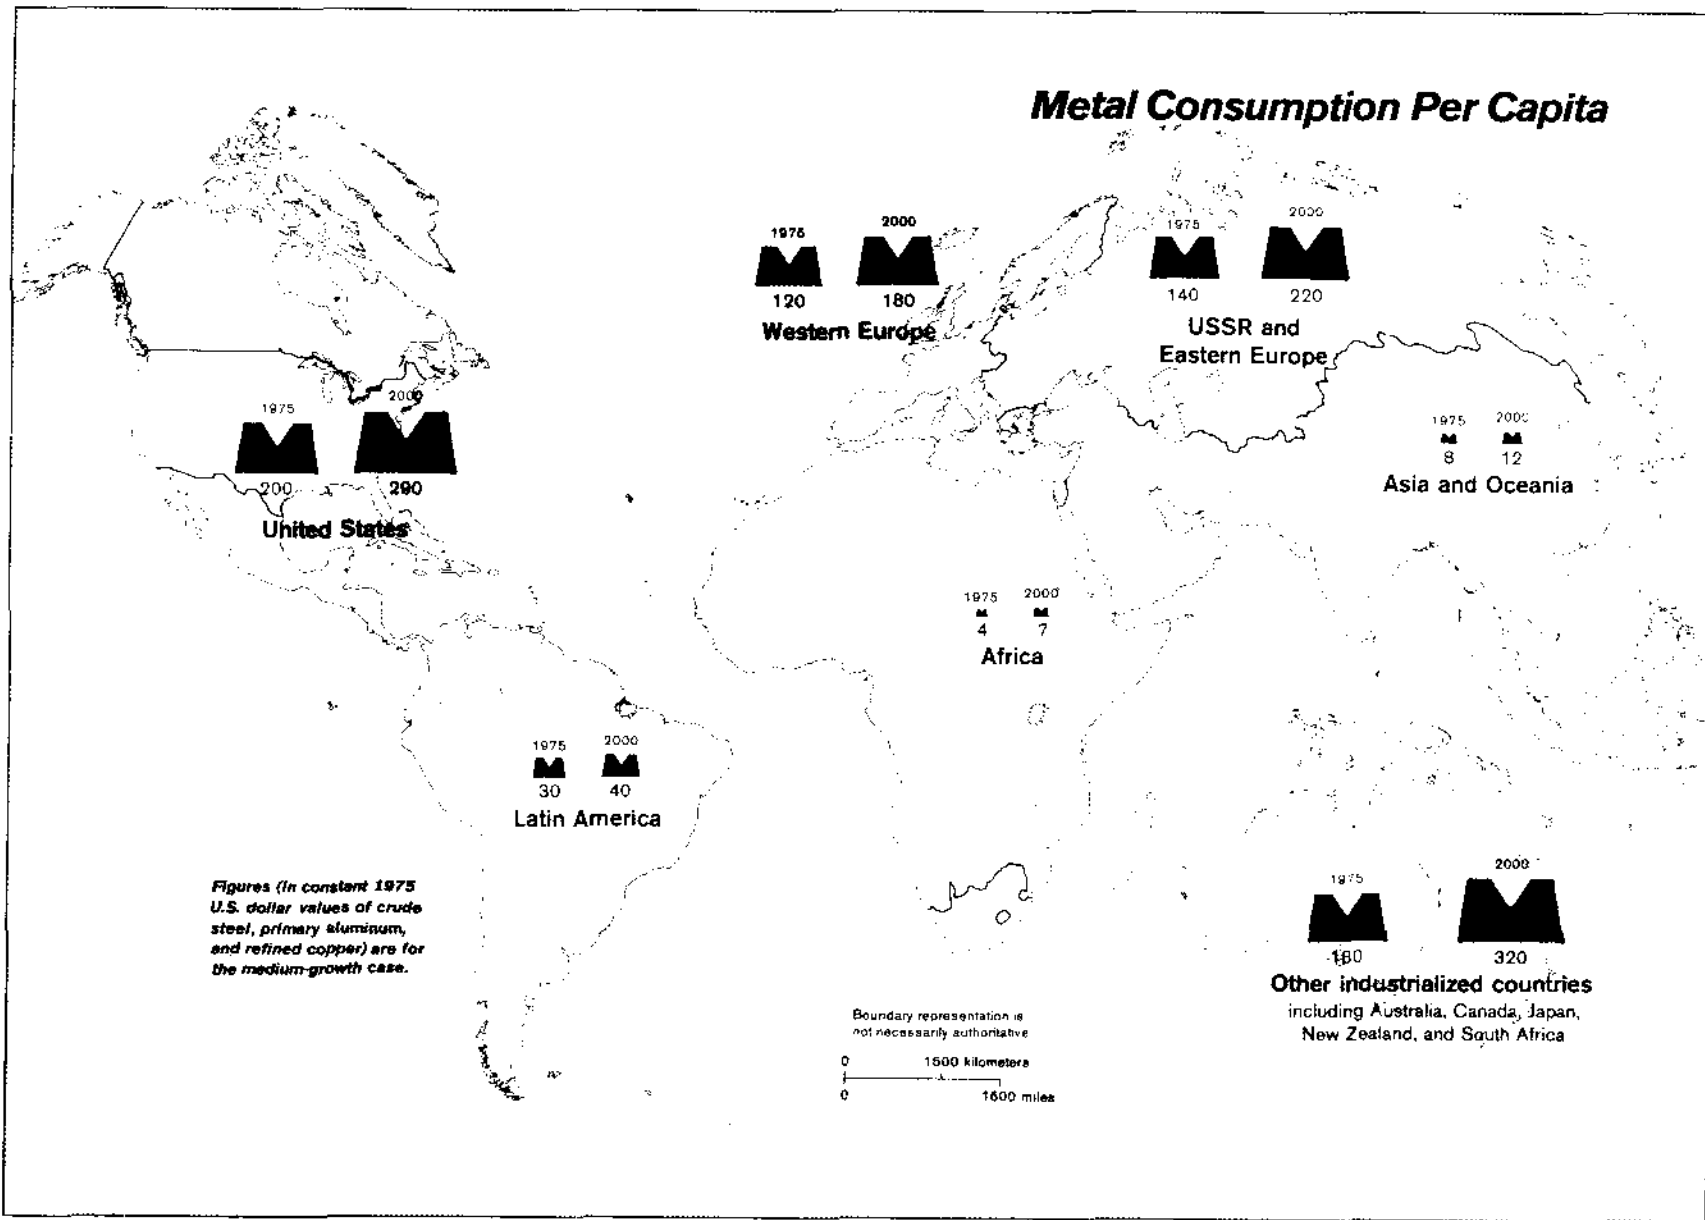 Metal Consumption Per Capita
1975 2000
120 180
Western Europe
1975 2000
140 220
USSR and
Eastern Europe
1975 2000
200 290
United States
1975 2000
8 12
Asia and Oceania
1975 2000
4 7
Africa
1975 2000
30 40
Latin America
Figures (in constant 1975
U.S. dollar values of crude
steel, primary aluminum,
and refined copper) are for
the medium-growth case.
1975 2000
180 320
Other industrialized countries
including Australia, Canada, Japan,
New Zealand, and South Africa
Boundary representation is
not necessarily authoritative
0 1500 kilometers
0 1500 miles